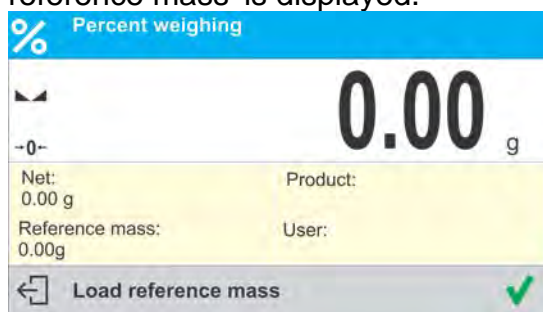 reference mass' is displayed.
% Percent weighing
→0←
0.00 g
Net:
0.00 g
Product:
Reference mass:
0.00g
User:
Load reference mass